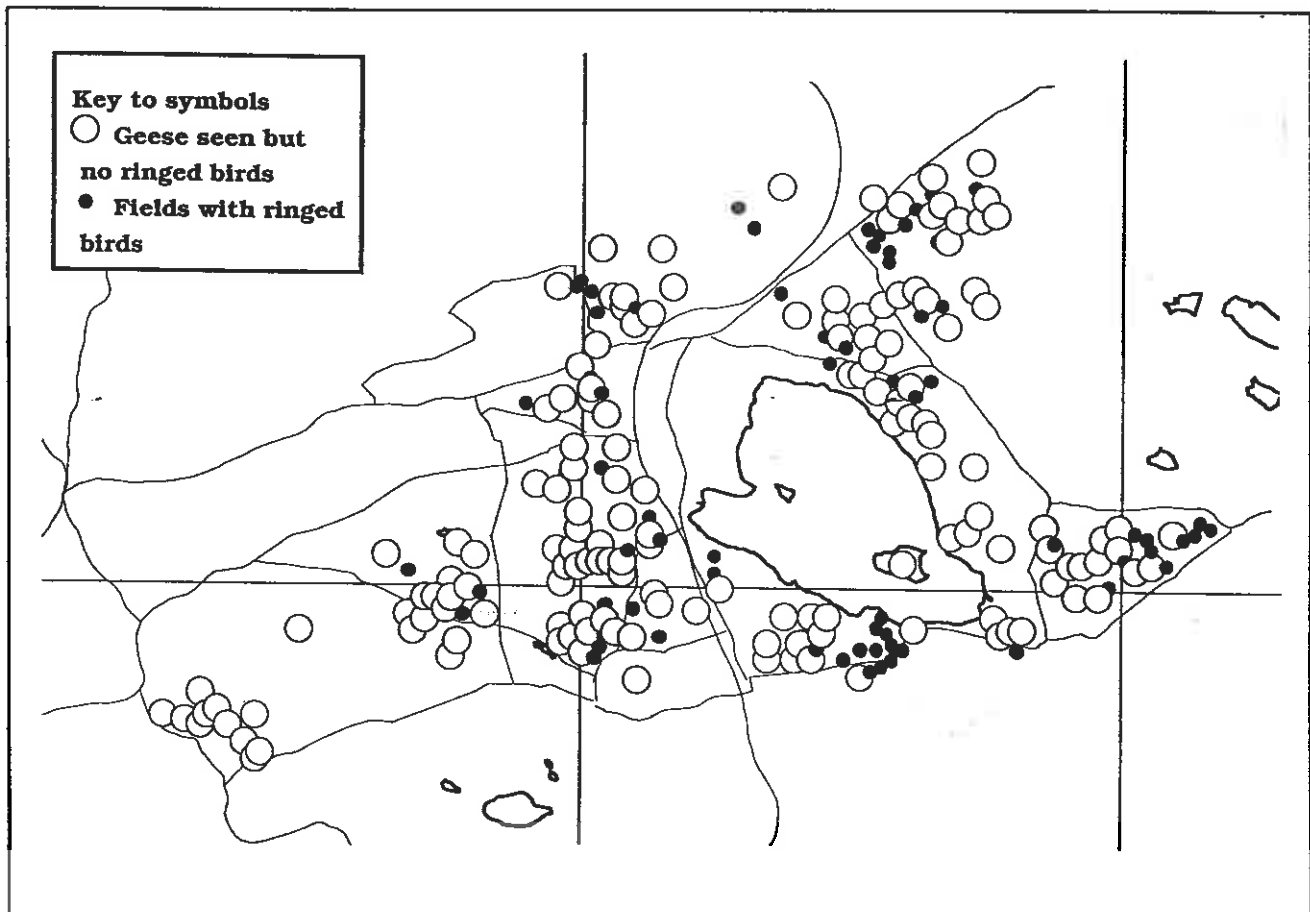 Key to symbols
Geese seen but
no ringed birds
Fields with ringed
birds